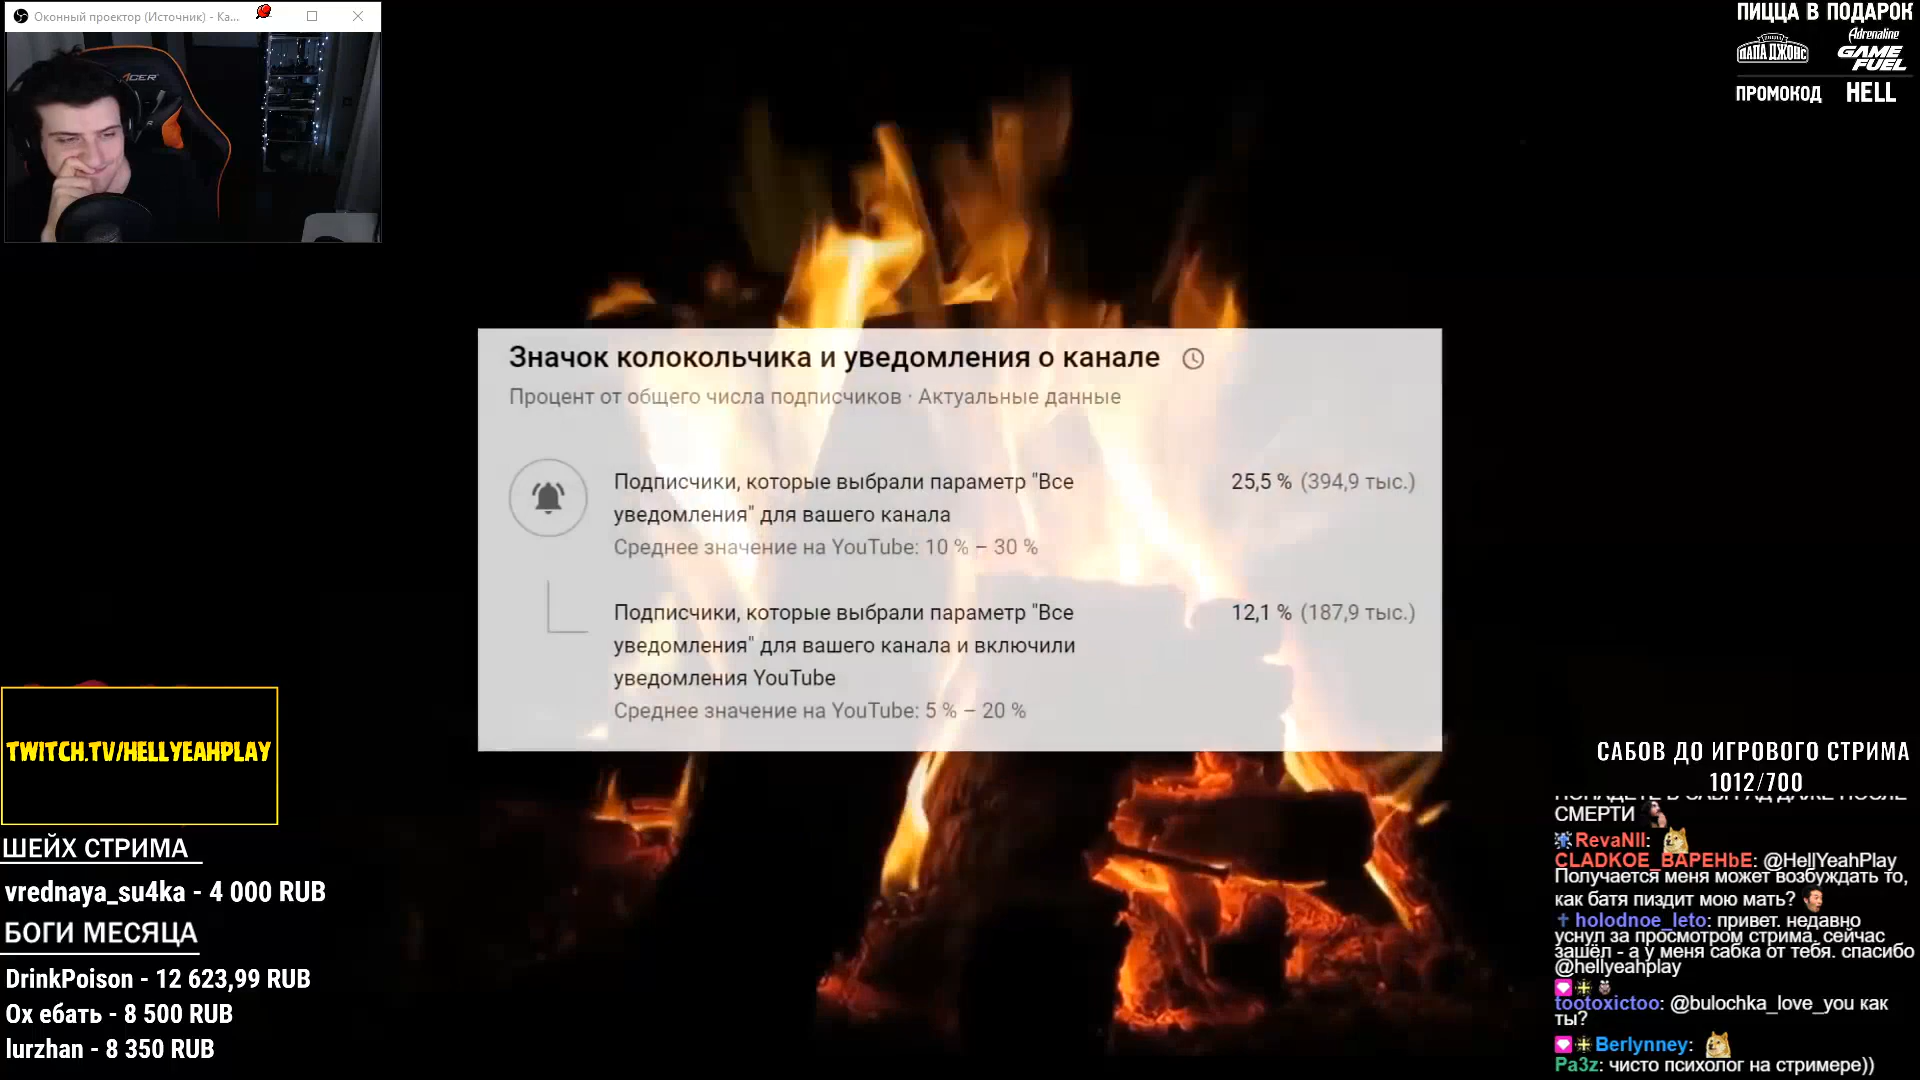 Оконный проектор (Источник) - Ка...
ПИЦЦА В ПОДАРОК
ПАПА ДЖОНС
Adrenaline
GAME
FUEL
ПРОМОКОД HELL
Значок колокольчика и уведомления о канале
Процент от общего числа подписчиков · Актуальные данные
Подписчики, которые выбрали параметр "Все 25,5 % (394,9 тыс.)
уведомления" для вашего канала
Среднее значение на YouTube: 10 % – 30 %
Подписчики, которые выбрали параметр "Все 12,1 % (187,9 тыс.)
уведомления" для вашего канала и включили
уведомления YouTube
Среднее значение на YouTube: 5 % – 20 %
TWITCH.TV/HELLYEAHPLAY
ШЕЙХ СТРИМА
vrednaya_su4ka - 4 000 RUB
БОГИ МЕСЯЦА
DrinkPoison - 12 623,99 RUB
Ох ебать - 8 500 RUB
lurzhan - 8 350 RUB
САБОВ ДО ИГРОВОГО СТРИМА
1012/700
СМЕРТИ
RevaNll:
CLADKOE_BAPEHbE: @HellYeahPlay
Получается меня может возбуждать то,
как батя пиздит мою мать?
holodnoe_leto: привет. недавно
уснул за просмотром стрима. сейчас
зашёл - а у меня сабка от тебя. спасибо
@hellyeahplay
tootoxictoo: @bulochka_love_you как
ты?
Berlynney:
Pa3z: чисто психолог на стримере))